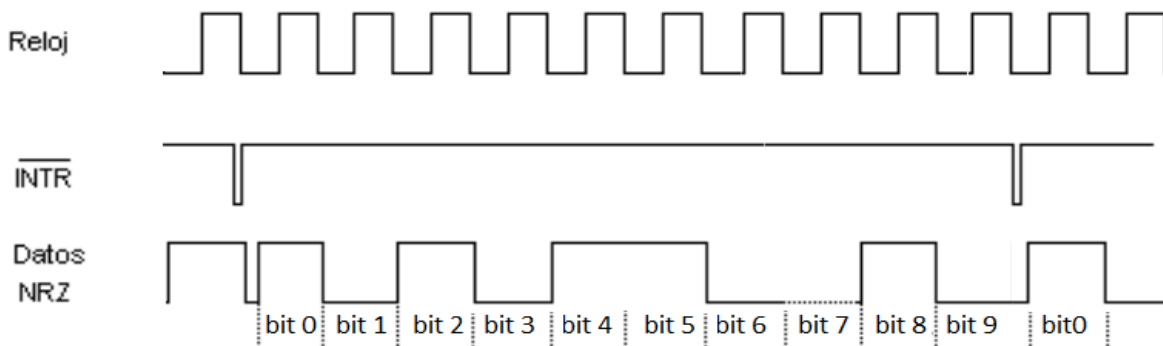 Reloj
INTR
Datos
NRZ
bit 0 bit 1 bit 2 bit 3 bit 4 bit 5 bit 6 bit 7 bit 8 bit 9 bit0